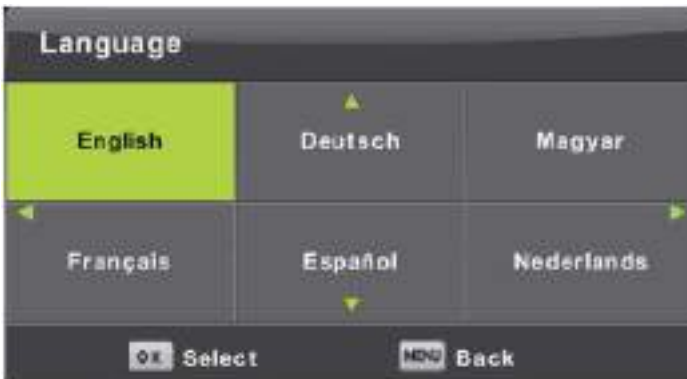 Language
English Deutsch Magyar
Français Español Nederlands
OK Select MENU Back